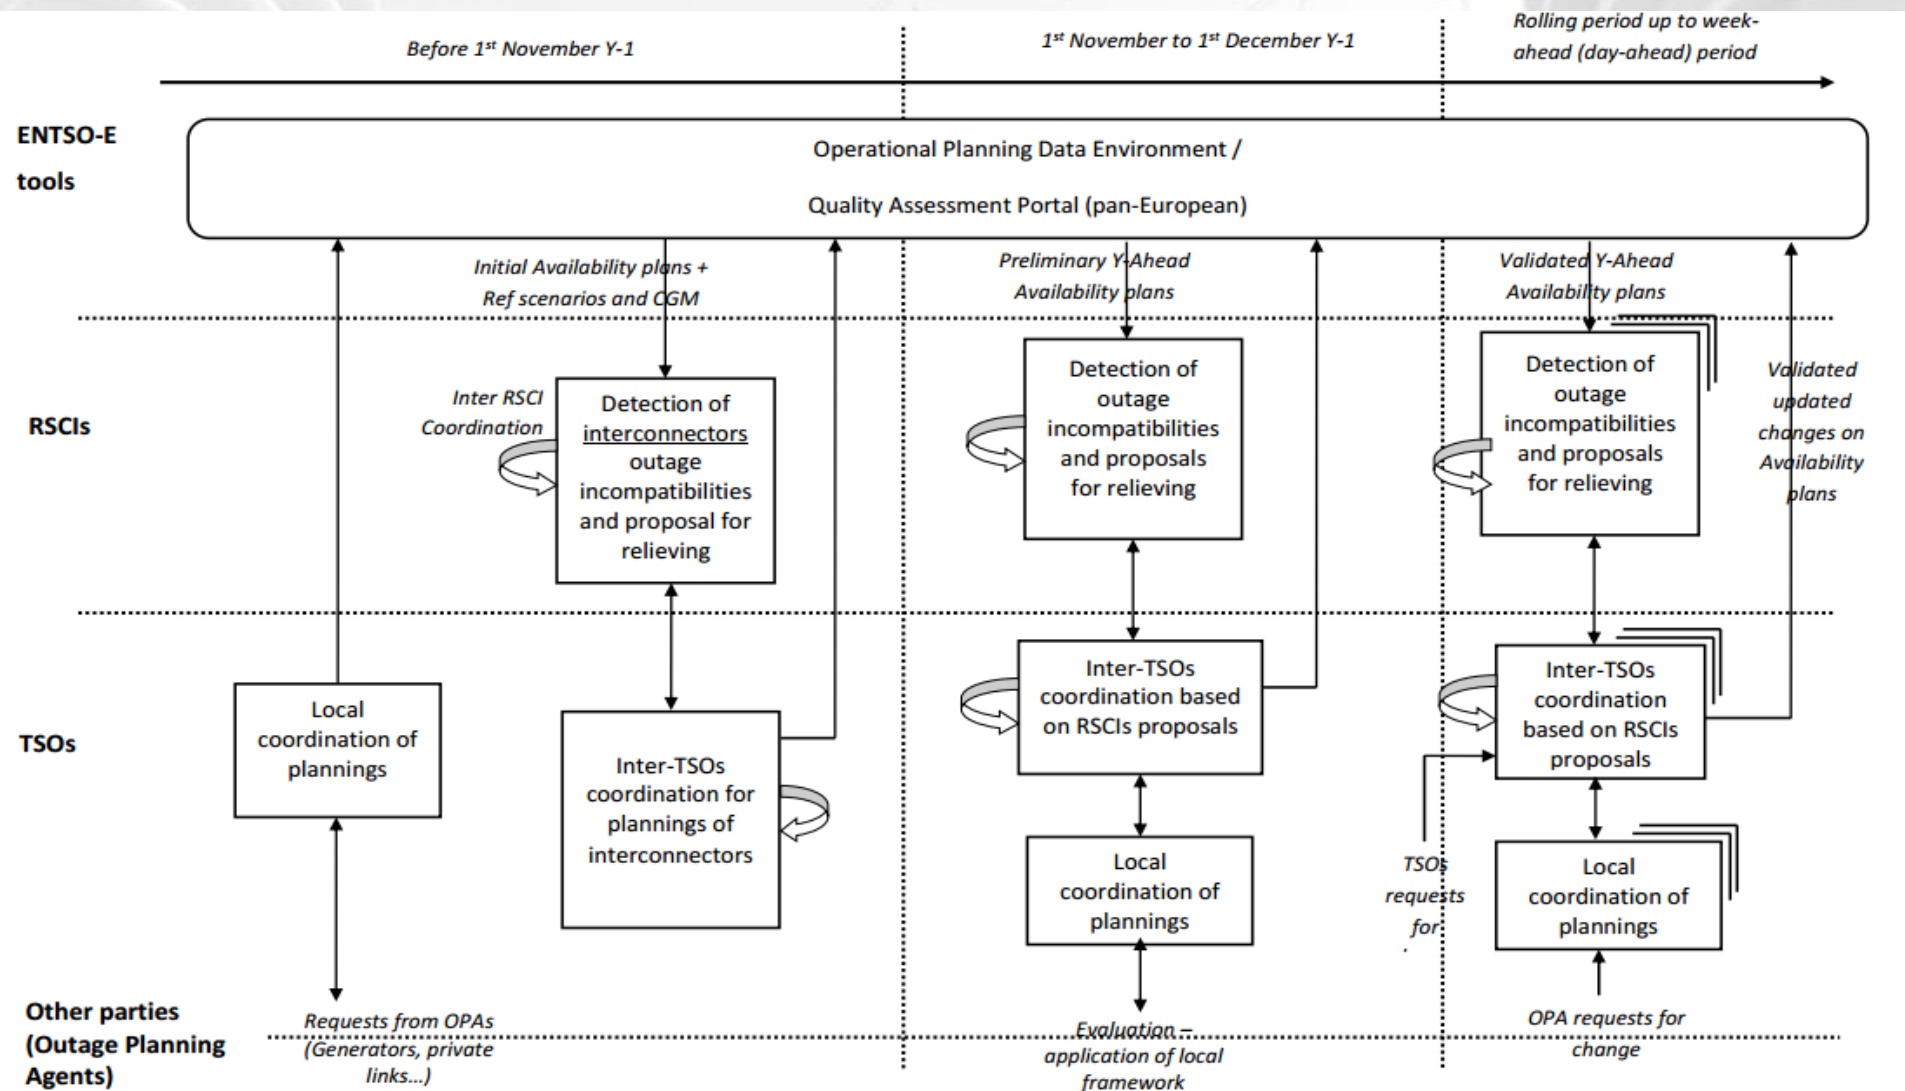 Before 1st November Y-1
1st November to 1st December Y-1
Rolling period up to week-
ahead (day-ahead) period
ENTSO-E
tools
Operational Planning Data Environment /
Quality Assessment Portal (pan-European)
Initial Availability plans +
Ref scenarios and CGM
Preliminary Y-Ahead
Availability plans
Validated Y-Ahead
Availability plans
RSCIs
Inter RSCI
Coordination
Detection of
interconnectors
outage
incompatibilities
and proposal for
relieving
Detection of
outage
incompatibilities
and proposals
for relieving
Detection of
outage
incompatibilities
and proposals
for relieving
Validated
updated
changes on
Availability
plans
TSOs
Local
coordination of
plannings
Inter-TSOs
coordination for
plannings of
interconnectors
Inter-TSOs
coordination based
on RSCIs proposals
Local
coordination of
plannings
Inter-TSOs
coordination
based on RSCIs
proposals
TSOs
requests
for
Local
coordination of
plannings
Other parties
(Outage Planning
Agents)
Requests from OPAs
(Generators, private
links...)
Evaluation –
application of local
framework
OPA requests for
change